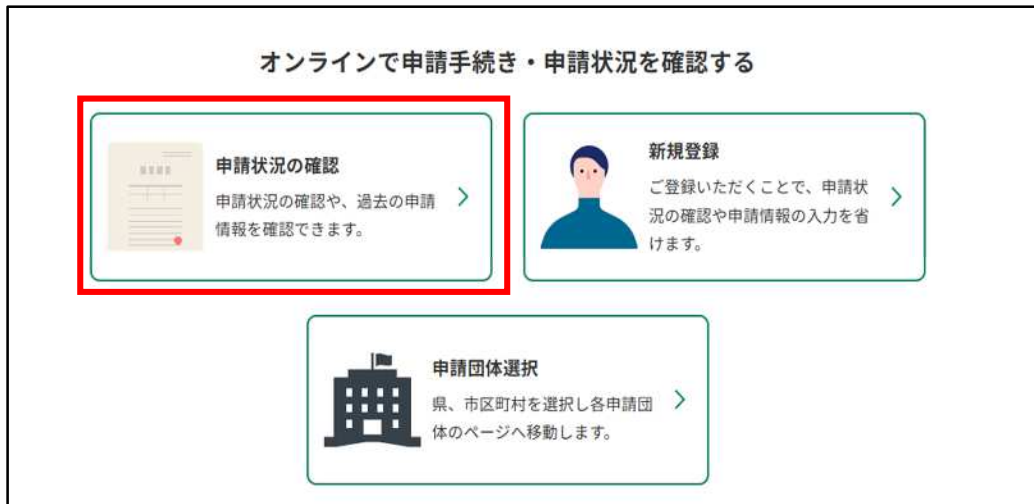 オンラインで申請手続き・申請状況を確認する
申請状況の確認
申請状況の確認や、過去の申請
情報を確認できます。
新規登録
ご登録いただくことで、申請状
況の確認や申請情報の入力を省
けます。
申請団体選択
県、市区町村を選択し各申請団
体のページへ移動します。